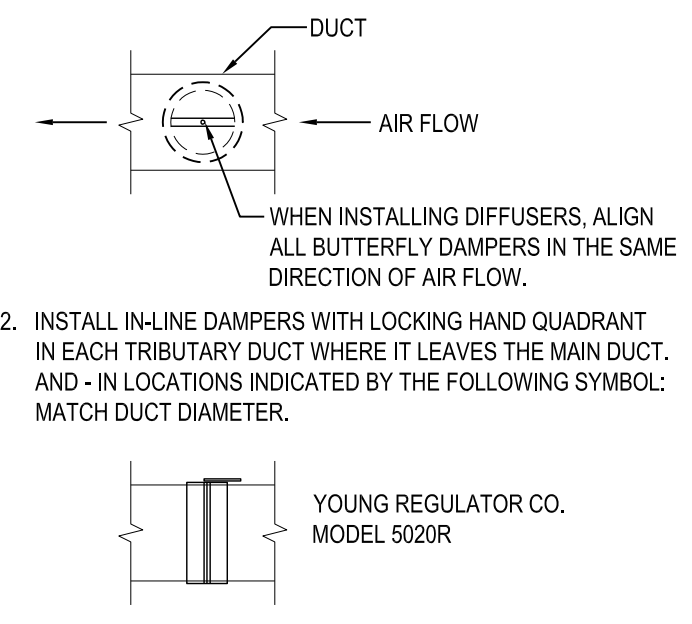 DUCT
AIR FLOW
WHEN INSTALLING DIFFUSERS, ALIGN
ALL BUTTERFLY DAMPERS IN THE SAME
DIRECTION OF AIR FLOW.
2. INSTALL IN-LINE DAMPERS WITH LOCKING HAND QUADRANT
IN EACH TRIBUTARY DUCT WHERE IT LEAVES THE MAIN DUCT.
AND - IN LOCATIONS INDICATED BY THE FOLLOWING SYMBOL:
MATCH DUCT DIAMETER.
YOUNG REGULATOR CO.
MODEL 5020R